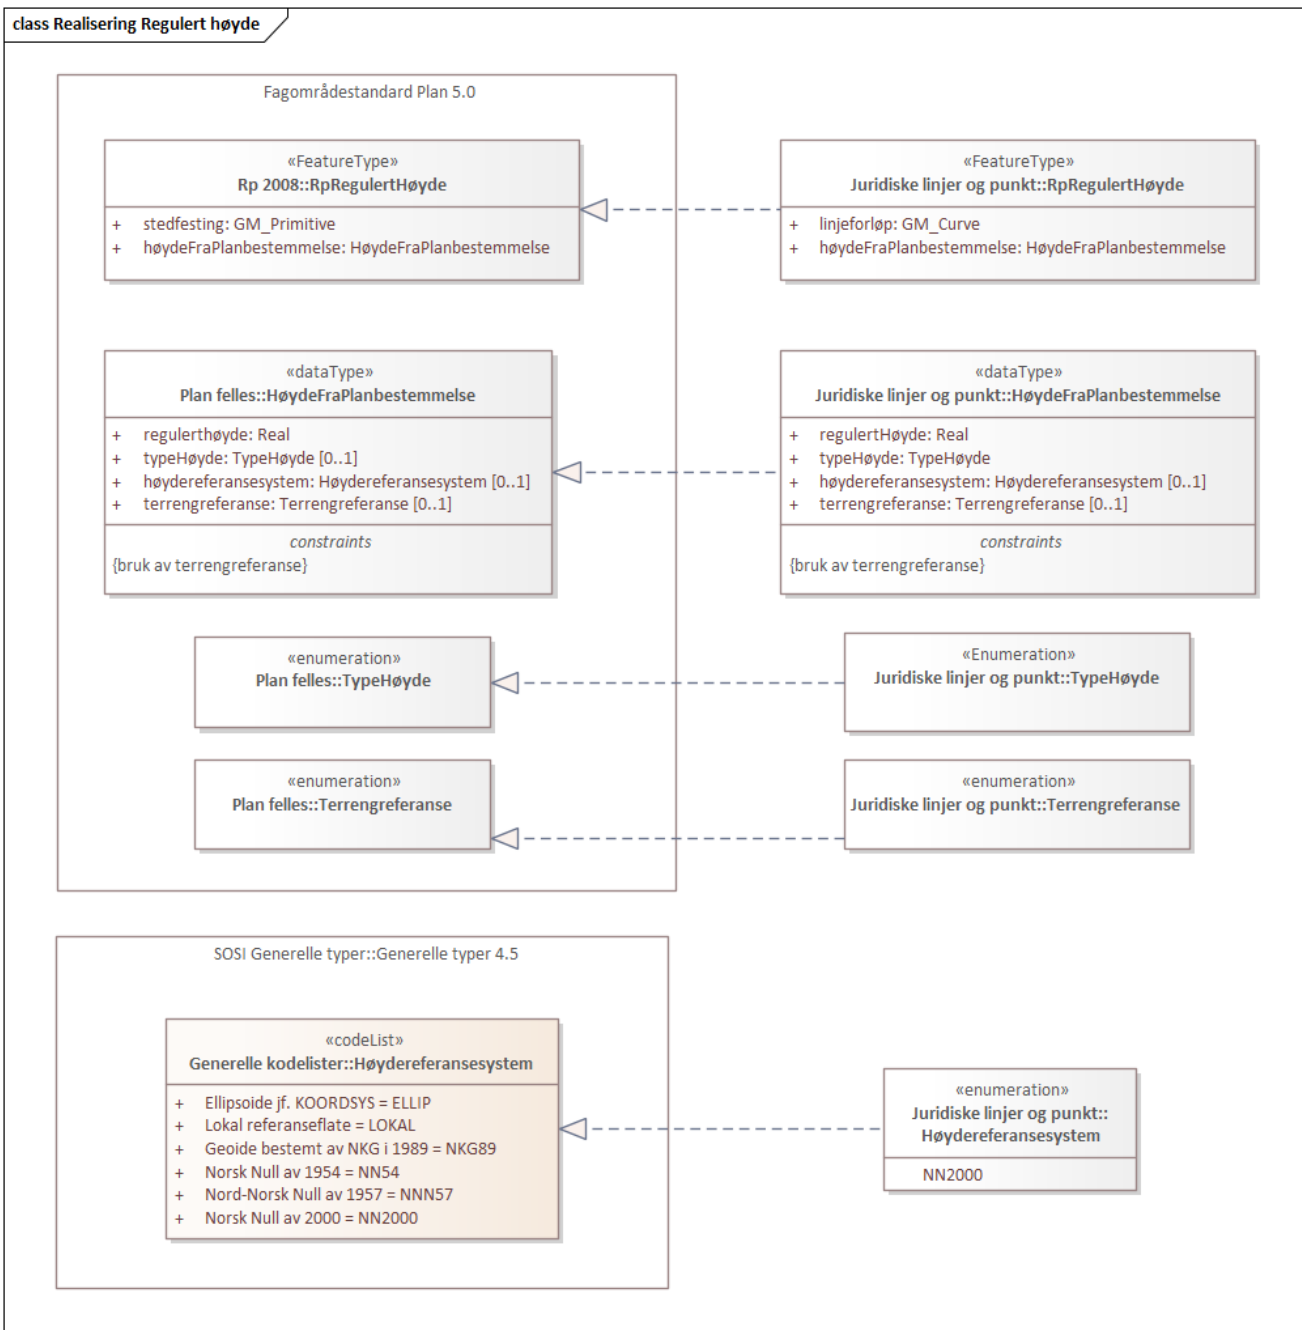 class Realisering Regulert høyde
Fagområdestandard Plan 5.0
«FeatureType»
Rp 2008::RpRegulertHøyde
+ stedfesting: GM_Primitive
+ høydeFraPlanbestemmelse: HøydeFraPlanbestemmelse
«FeatureType»
Juridiske linjer og punkt::RpRegulertHøyde
+ linjeforløp: GM_Curve
+ høydeFraPlanbestemmelse: HøydeFraPlanbestemmelse
«dataType»
Plan felles::HøydeFraPlanbestemmelse
+ regulerthøyde: Real
+ typeHøyde: TypeHøyde [0..1]
+ høydereferansesystem: Høydereferansesystem [0..1]
+ terrengreferanse: Terrengreferanse [0..1]
constraints
{bruk av terrengreferanse}
«dataType»
Juridiske linjer og punkt::HøydeFraPlanbestemmelse
+ regulertHøyde: Real
+ typeHøyde: TypeHøyde
+ høydereferansesystem: Høydereferansesystem [0..1]
+ terrengreferanse: Terrengreferanse [0..1]
constraints
{bruk av terrengreferanse}
«enumeration»
Plan felles::TypeHøyde
«Enumeration»
Juridiske linjer og punkt::TypeHøyde
«enumeration»
Plan felles::Terrengreferanse
«enumeration»
Juridiske linjer og punkt::Terrengreferanse
SOSI Generelle typer::Generelle typer 4.5
«codeList»
Generelle kodelister::Høydereferansesystem
+ Ellipsoide jf. KOORDSYS = ELLIP
+ Lokal referanseflate = LOKAL
+ Geoide bestemt av NKG i 1989 = NKG89
+ Norsk Null av 1954 = NN54
+ Nord-Norsk Null av 1957 = NNN57
+ Norsk Null av 2000 = NN2000
«enumeration»
Juridiske linjer og punkt::
Høydereferansesystem
NN2000